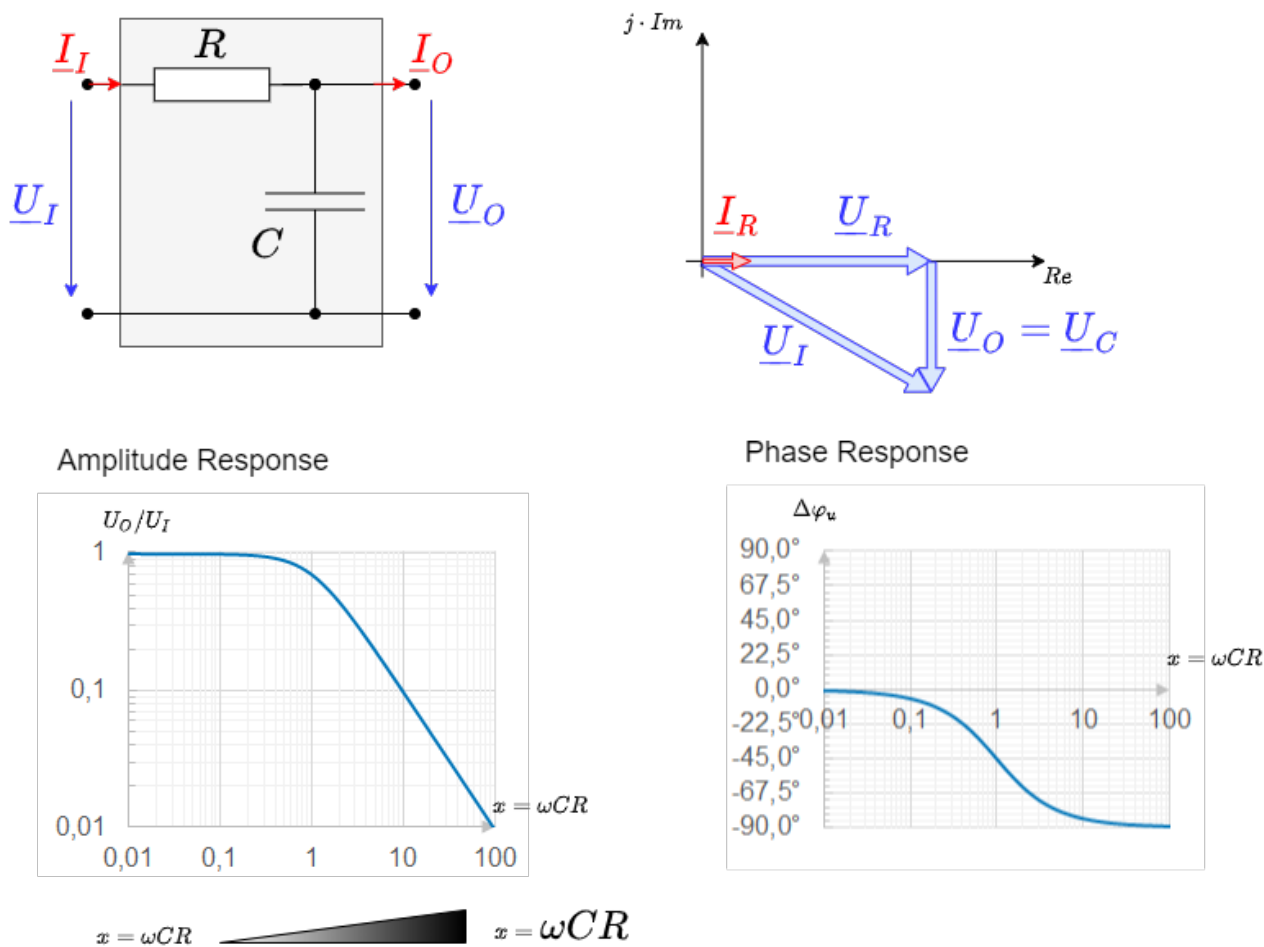 I_I
R
I_O
U_I
C
U_O
j · Im
I_R
U_R
Re
U_I
U_O = U_C
Amplitude Response
U_O/U_I
1
0,1
0,01
0,01 0,1 1 10 100
x = ωCR
Phase Response
Δφ_u
90,0°
67,5°
45,0°
22,5°
0,0°
-22,5°
-45,0°
-67,5°
-90,0°
0,01 0,1 1 10 100
x = ωCR
x = ωCR
x = ωCR